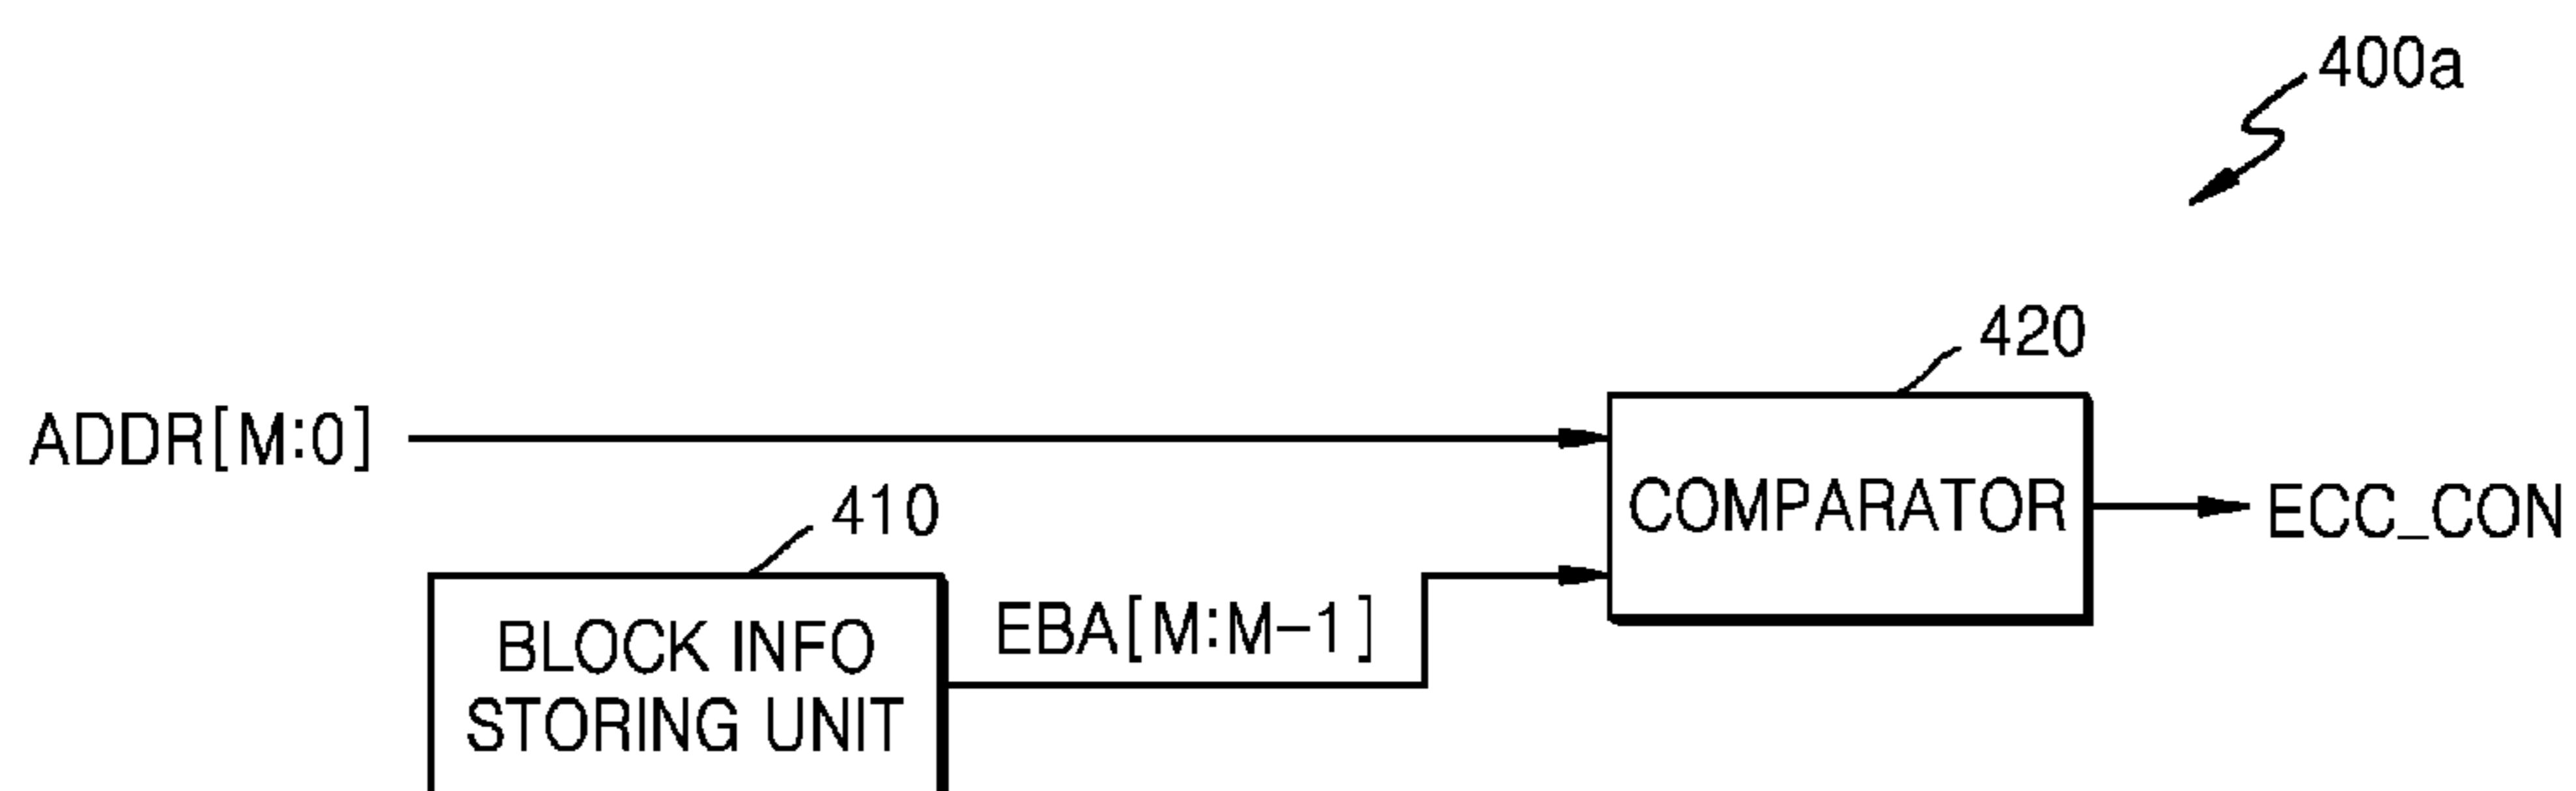 400a
420
ADDR[M:0]
410
COMPARATOR
ECC_CON
EBA[M:M-1]
BLOCK INFO
STORING UNIT